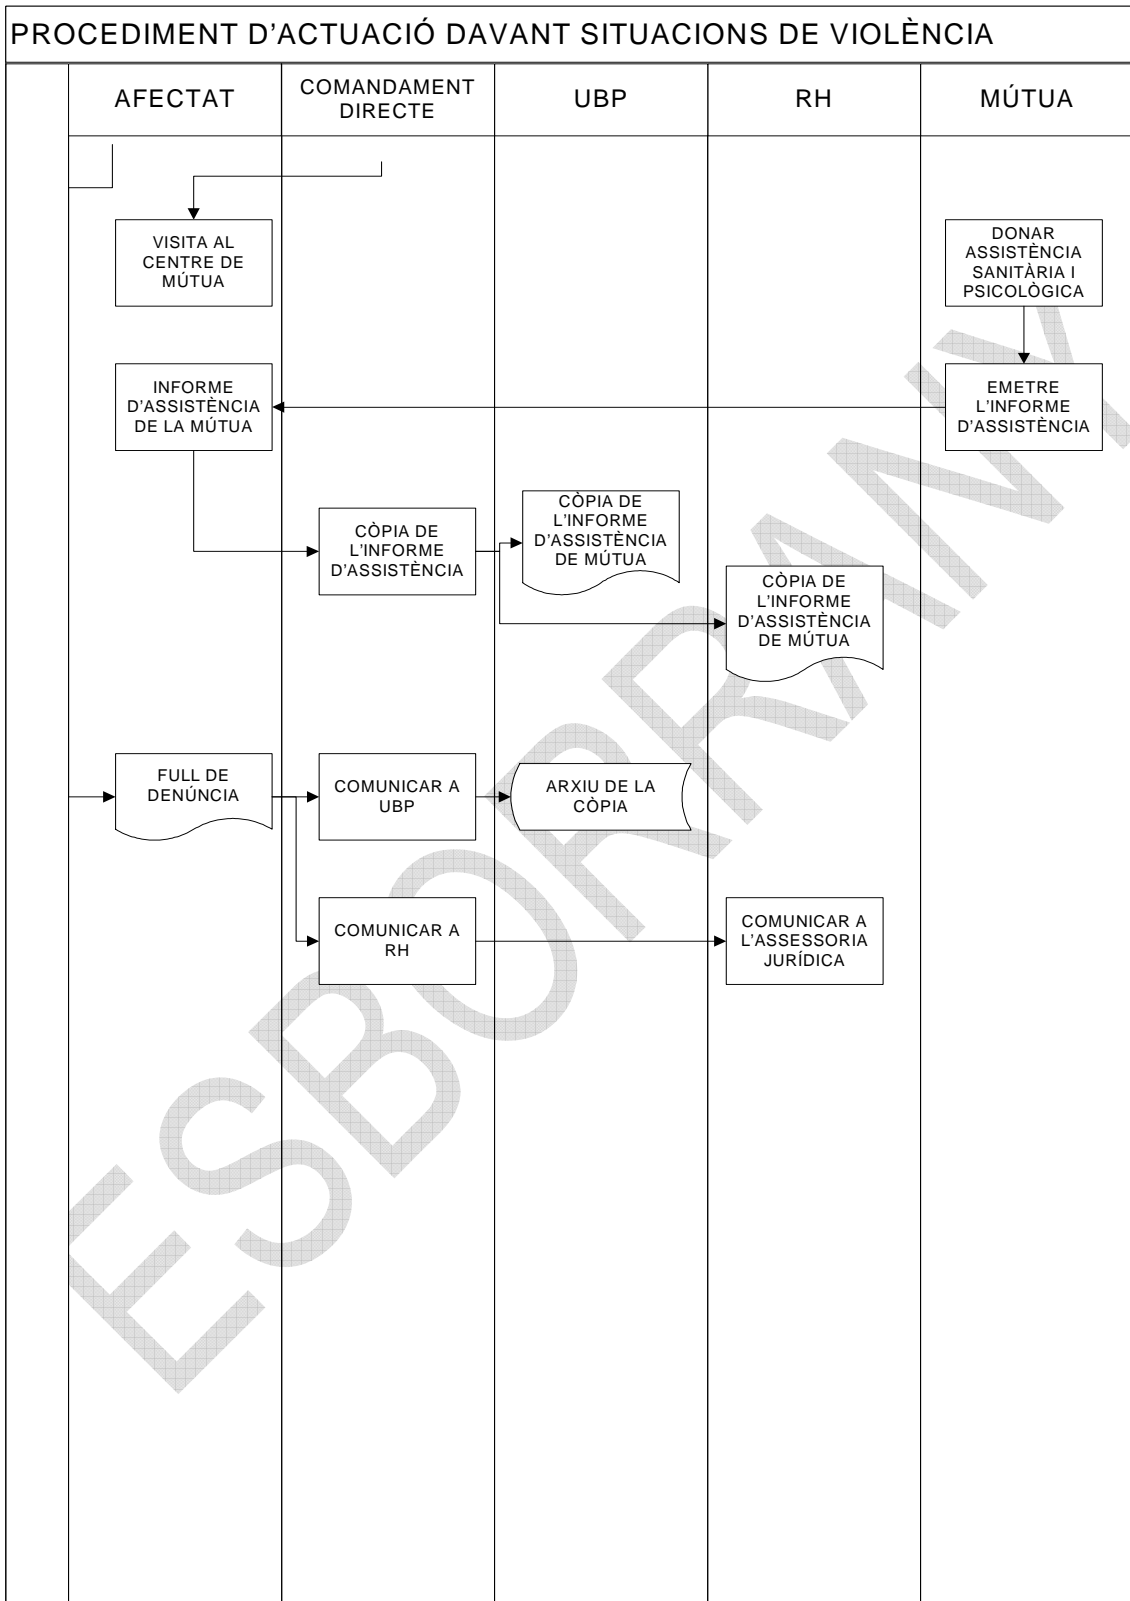 PROCEDIMENT D'ACTUACIÓ DAVANT SITUACIONS DE VIOLÈNCIA
AFECTAT
COMANDAMENT
DIRECTE
UBP
RH
MÚTUA
VISITA AL
CENTRE DE
MÚTUA
DONAR
ASSISTÈNCIA
SANITÀRIA I
PSICOLÒGICA
INFORME
D'ASSISTÈNCIA
DE LA MÚTUA
EMETRE
L'INFORME
D'ASSISTÈNCIA
CÒPIA DE
L'INFORME
D'ASSISTÈNCIA
CÒPIA DE
L'INFORME
D'ASSISTÈNCIA
DE MÚTUA
CÒPIA DE
L'INFORME
D'ASSISTÈNCIA
DE MÚTUA
FULL DE
DENÚNCIA
COMUNICAR A
UBP
ARXIU DE LA
CÒPIA
COMUNICAR A
RH
COMUNICAR A
L'ASSESSORIA
JURÍDICA
ESBORRANY